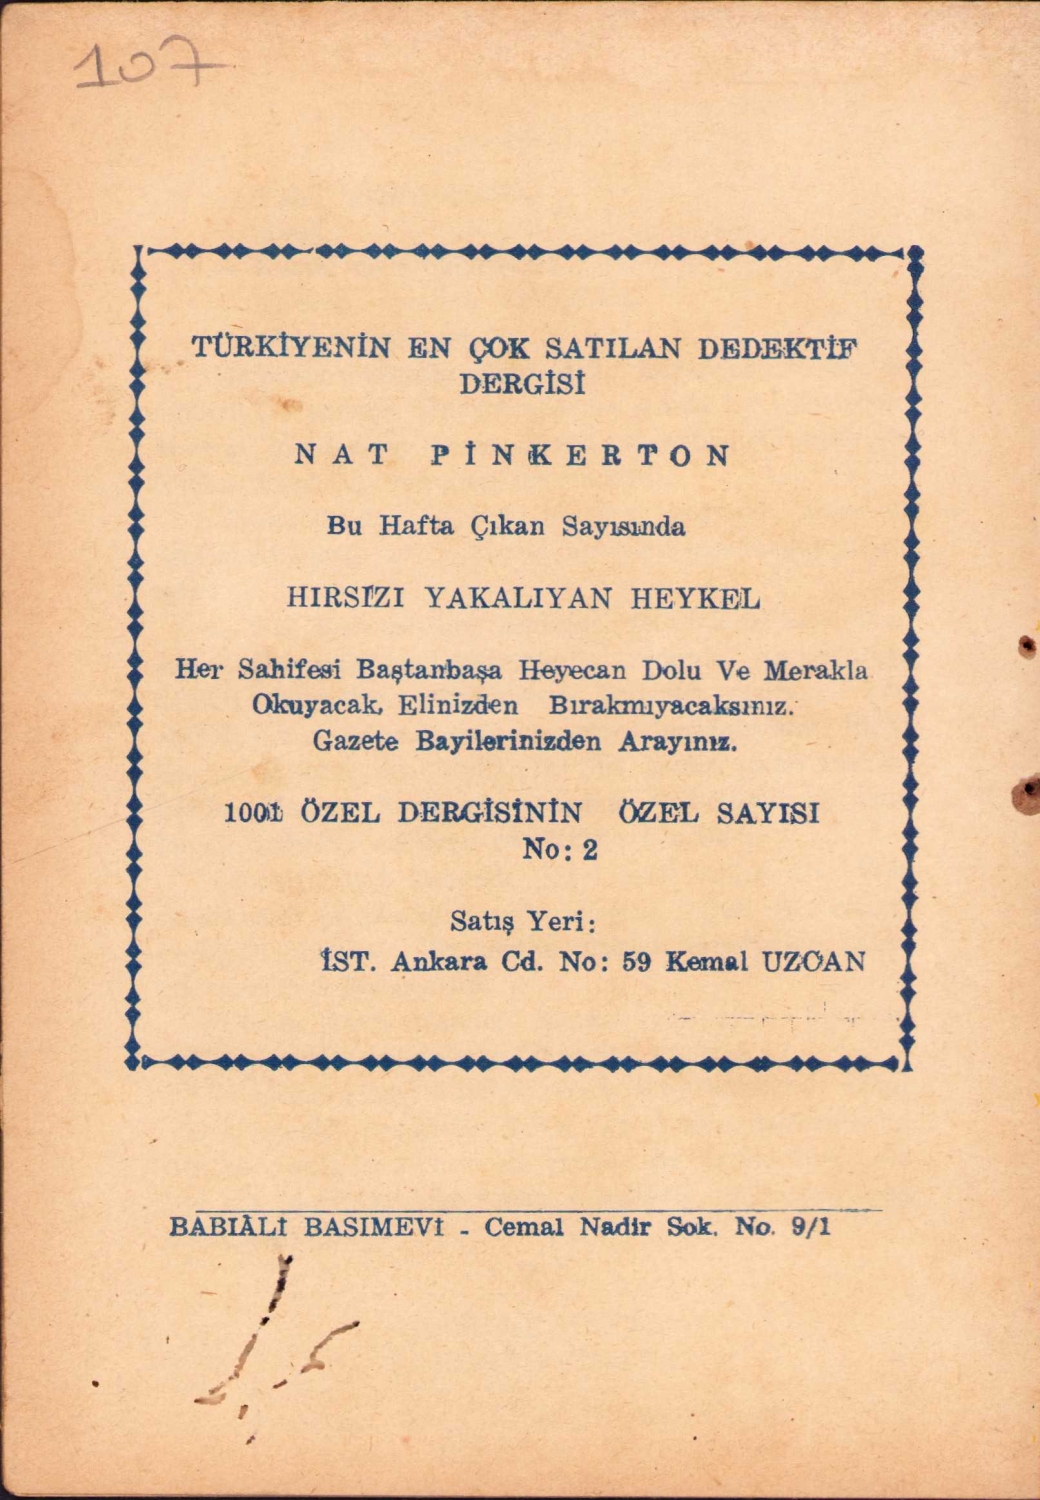 107
TÜRKİYENİN EN ÇOK SATILAN DEDEKTİF
DERGİSİ
NAT PİNKERTON
Bu Hafta Çıkan Sayısında
HIRSIZI YAKALIYAN HEYKEL
Her Sahifesi Baştanbaşa Heyecan Dolu Ve Merakla
Okuyacak, Elinizden Bırakmıyacaksınız.
Gazete Bayilerinizden Arayınız.
1001 ÖZEL DERGİSİNİN ÖZEL SAYISI
No: 2
Satış Yeri:
İST. Ankara Cd. No: 59 Kemal UZCAN
BABIÂLİ BASIMEVİ - Cemal Nadir Sok. No. 9/1